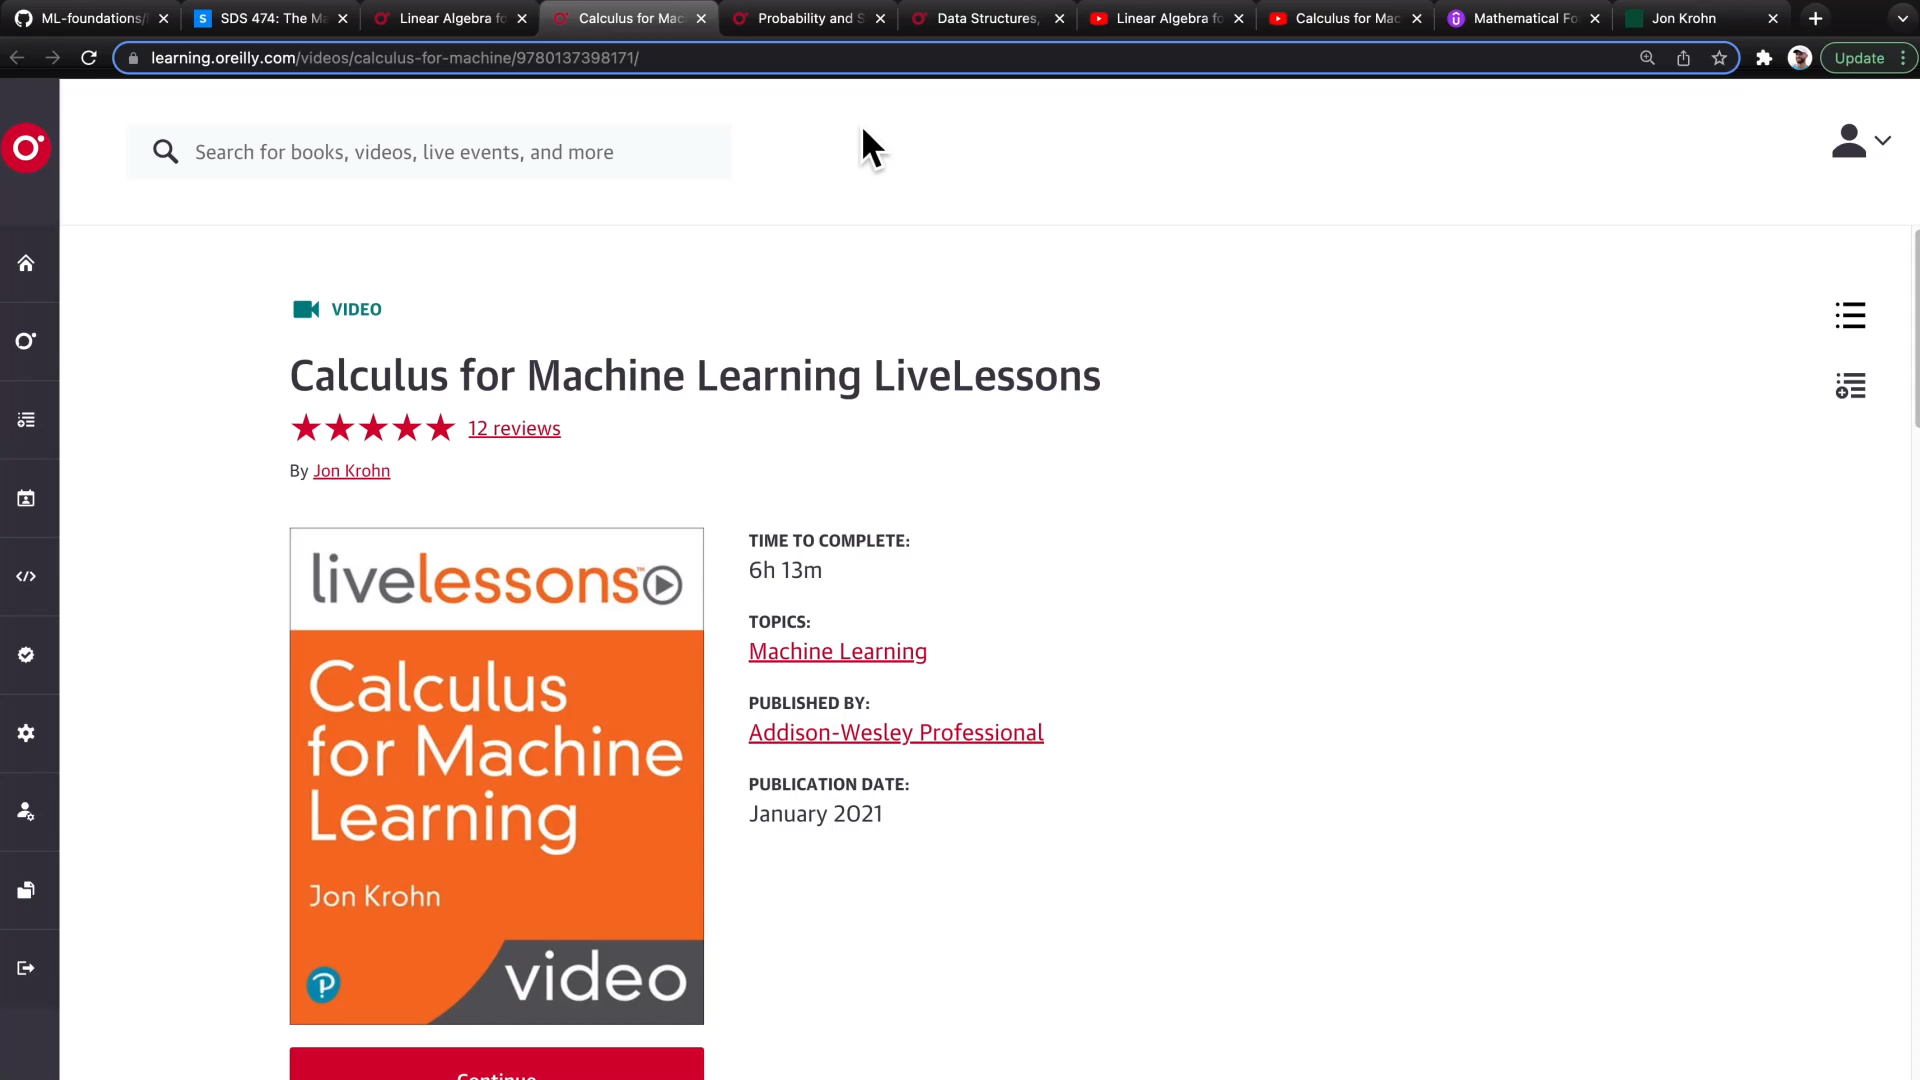 ML-foundations/
SDS 474: The Ma
Linear Algebra fo
Calculus for Mac
Probability and S
Data Structures,
Linear Algebra fo
Calculus for Mac
Mathematical Fo
Jon Krohn
learning.oreilly.com/videos/calculus-for-machine/9780137398171/
Update
Search for books, videos, live events, and more
VIDEO
Calculus for Machine Learning LiveLessons
12 reviews
By Jon Krohn
livelessons™
Calculus
for Machine
Learning
Jon Krohn
P
video
TIME TO COMPLETE:
6h 13m
TOPICS:
Machine Learning
PUBLISHED BY:
Addison-Wesley Professional
PUBLICATION DATE:
January 2021
Continue